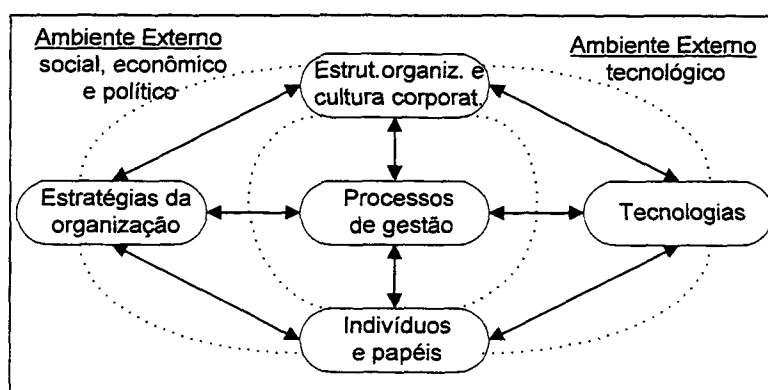 Ambiente Externo
social, econômico
e político
Ambiente Externo
tecnológico
Estrut.organiz. e
cultura corporat.
Estratégias da
organização
Processos
de gestão
Tecnologias
Indivíduos
e papéis